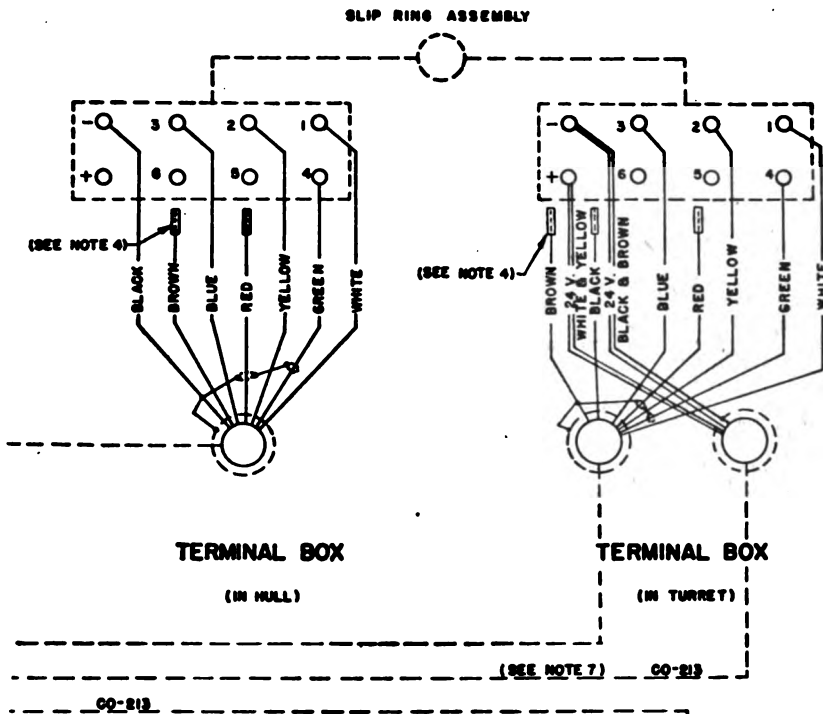 SLIP RING ASSEMBLY
- 3 2 1
+ 6 5 4
(SEE NOTE 4)
BLACK
BROWN
BLUE
RED
YELLOW
GREEN
WHITE
- 3 2 1
+ 6 5 4
(SEE NOTE 4)
BROWN
24 V.
WHITE & YELLOW
BLACK
24 V.
BLACK & BROWN
BLUE
RED
YELLOW
GREEN
WHITE
TERMINAL BOX
(IN HULL)
TERMINAL BOX
(IN TURRET)
(SEE NOTE 7) CO-213
CO-213